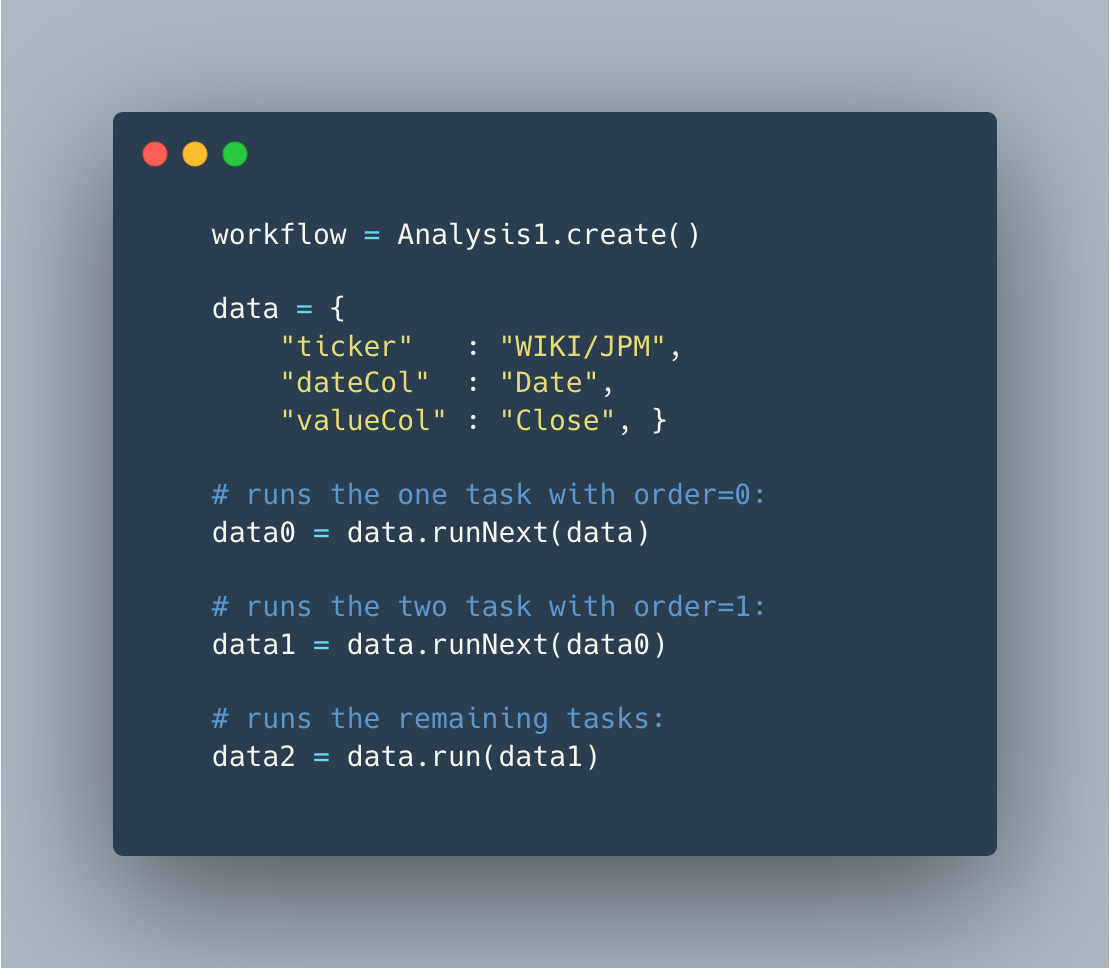 workflow = Analysis1.create()
data = {
    "ticker"   : "WIKI/JPM",
    "dateCol"  : "Date",
    "valueCol" : "Close", }
# runs the one task with order=0:
data0 = data.runNext(data)
# runs the two task with order=1:
data1 = data.runNext(data0)
# runs the remaining tasks:
data2 = data.run(data1)